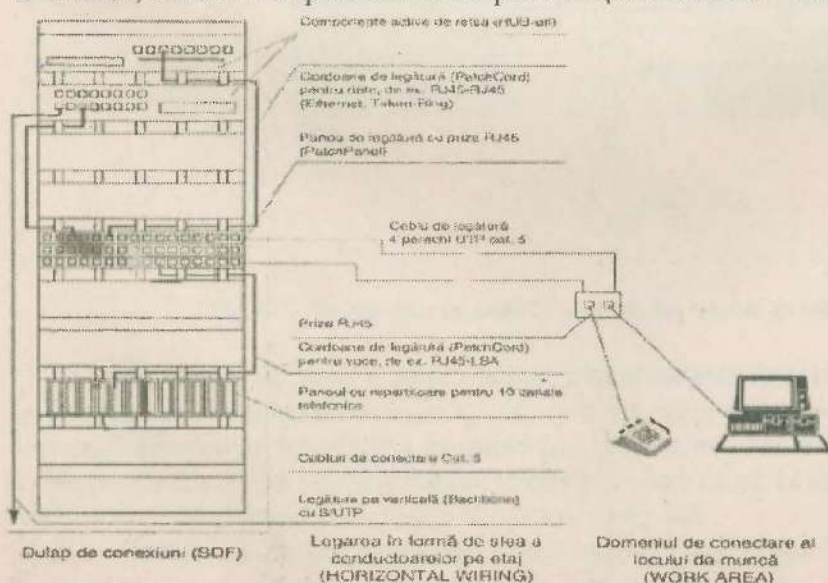 Componente active de rețea (HUB-uri)
Cordoane de legătură (PatchCord)
pentru date, de ex. RJ45-RJ45
(Ethernet, Token-Ring)
Panou de legătură cu prize RJ45
(PatchPanel)
Cablu de legătură
4 perechi UTP cat. 5
Prize RJ45
Cordoane de legătură (PatchCord)
pentru voce, de ex. RJ45-LSA
Panoul cu repartitoare pentru 10 canale
telefonice
Cabluri de conectare Cat. 5
Legătura pe verticală (Backbone)
cu S/UTP
Dulap de conexiuni (SDF)
Legarea în formă de stea a
conductoarelor pe etaj
(HORIZONTAL WIRING)
Domeniul de conectare al
locului de muncă
(WORK AREA)